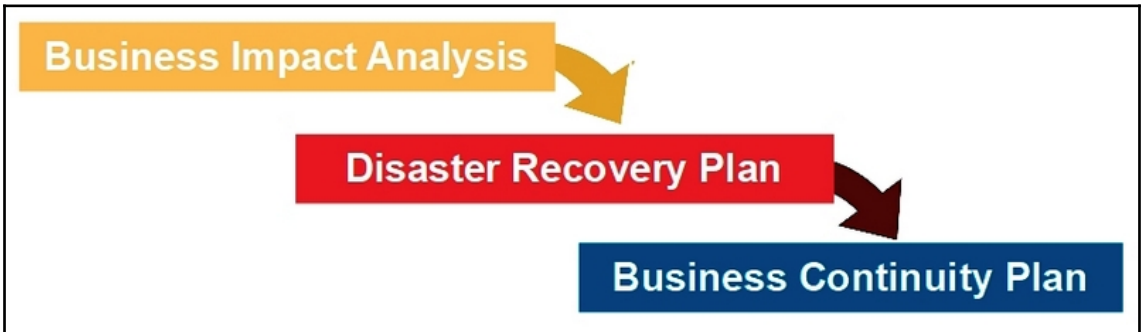 Business Impact Analysis
Disaster Recovery Plan
Business Continuity Plan